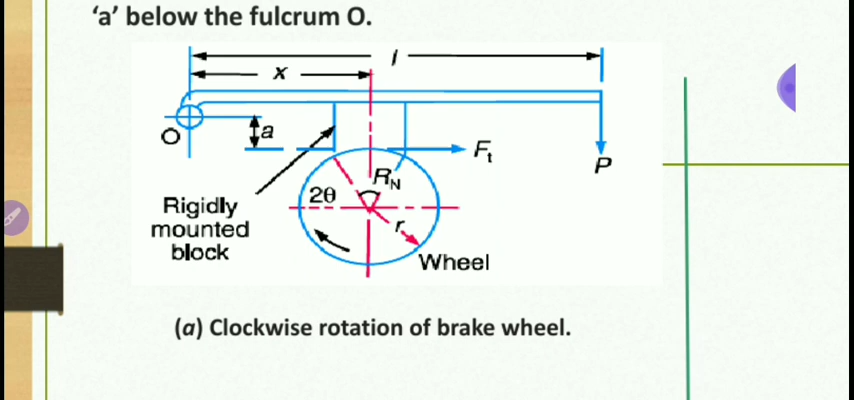 ‘a’ below the fulcrum O.
l
x
O
a
Ft
P
RN
2θ
Rigidly
mounted
block
r
Wheel
(a) Clockwise rotation of brake wheel.